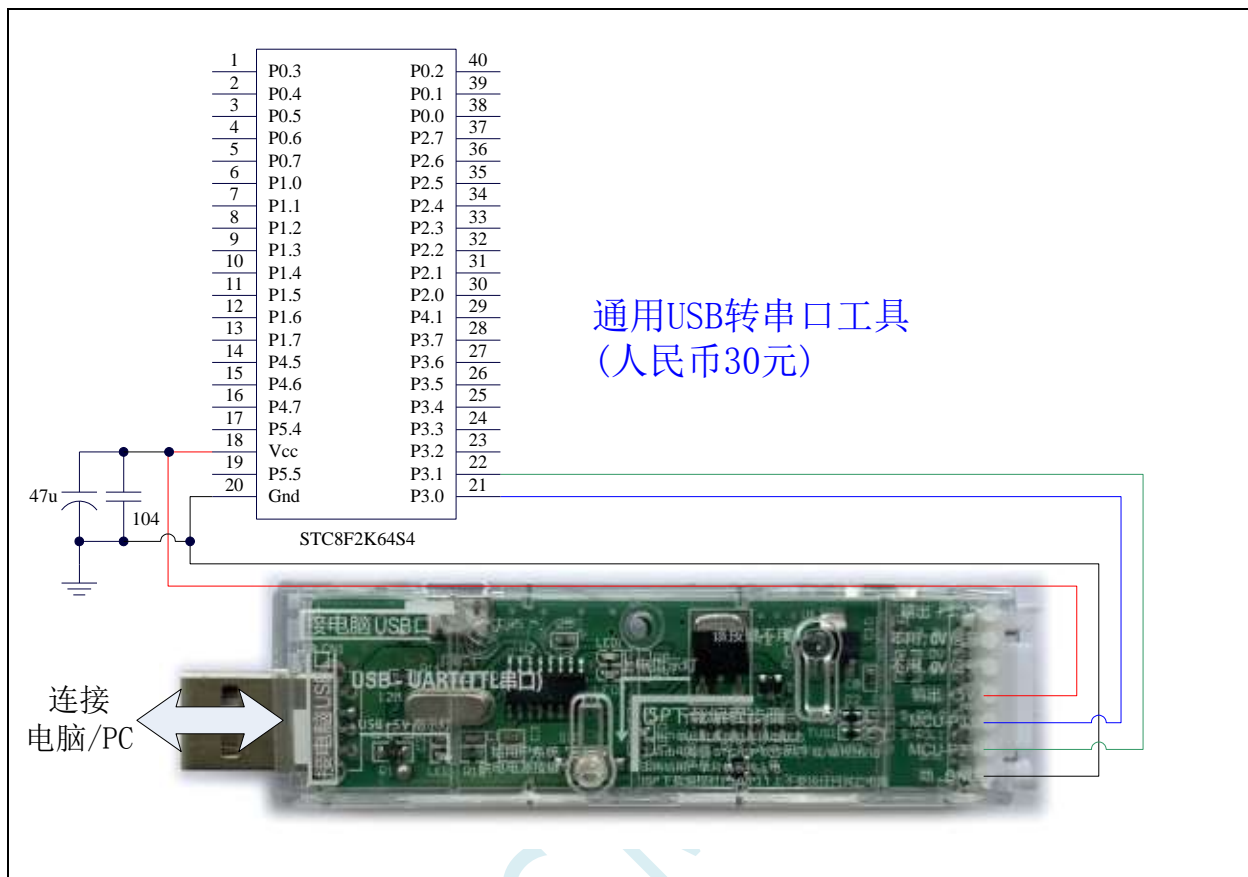 1 P0.3 P0.2 40
2 P0.4 P0.1 39
3 P0.5 P0.0 38
4 P0.6 P2.7 37
5 P0.7 P2.6 36
6 P1.0 P2.5 35
7 P1.1 P2.4 34
8 P1.2 P2.3 33
9 P1.3 P2.2 32
10 P1.4 P2.1 31
11 P1.5 P2.0 30
12 P1.6 P4.1 29
13 P1.7 P3.7 28
14 P4.5 P3.6 27
15 P4.6 P3.5 26
16 P4.7 P3.4 25
17 P5.4 P3.3 24
18 Vcc P3.2 23
19 P5.5 P3.1 22
20 Gnd P3.0 21
STC8F2K64S4
47u
104
通用USB转串口工具
(人民币30元)
连接
电脑/PC
接电脑USB口
USB - UART(TTL串口)
输出
输出
MCU-P3